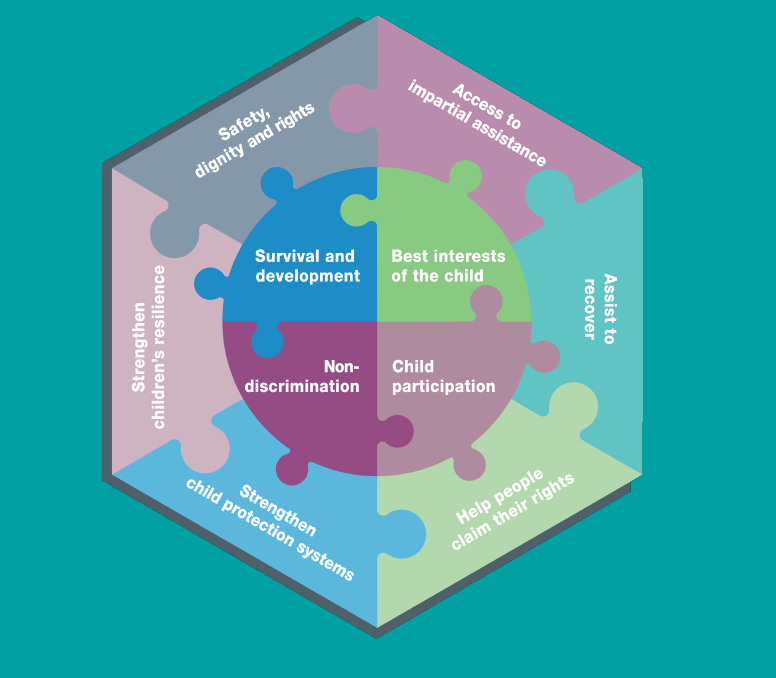 Safety,
dignity and rights
Access to
impartial assistance
Survival and
development
Best interests
of the child
Assist to
recover
Strengthen
children's resilience
Non-
discrimination
Child
participation
Strengthen
child protection systems
Help people
claim their rights